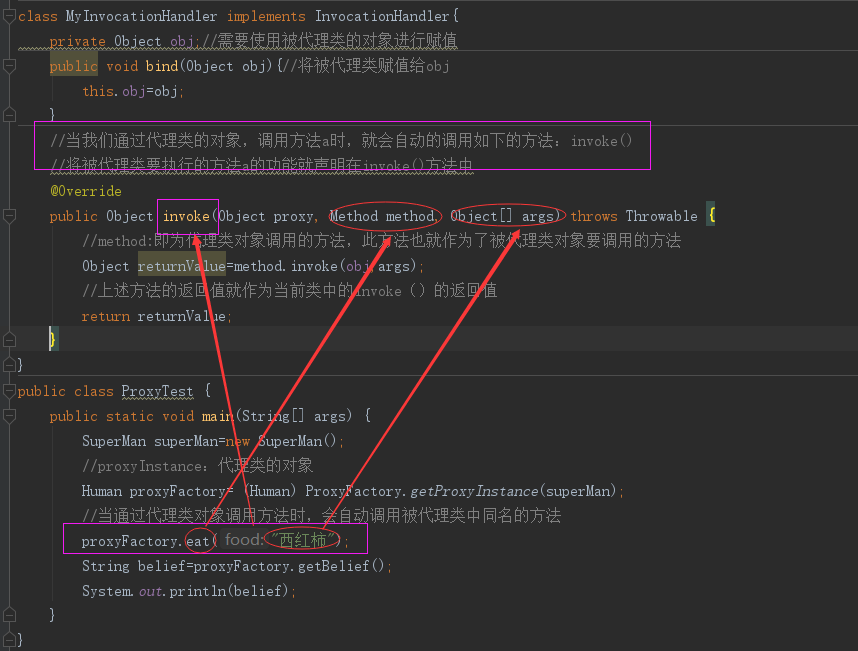 class MyInvocationHandler implements InvocationHandler{
private Object obj;//需要使用被代理类的对象进行赋值
public void bind(Object obj){//将被代理类赋值给obj
this.obj=obj;
}
//当我们通过代理类的对象，调用方法a时，就会自动的调用如下的方法：invoke()
//将被代理类要执行的方法a的功能就声明在invoke()方法中
@Override
public Object invoke(Object proxy, Method method, Object[] args) throws Throwable {
//method:即为代理类对象调用的方法，此方法也就作为了被代理类对象要调用的方法
Object returnValue=method.invoke(obj,args);
//上述方法的返回值就作为当前类中的invoke（）的返回值
return returnValue;
}
}
public class ProxyTest {
public static void main(String[] args) {
SuperMan superMan=new SuperMan();
//proxyInstance：代理类的对象
Human proxyFactory= (Human) ProxyFactory.getProxyInstance(superMan);
//当通过代理类对象调用方法时，会自动调用被代理类中同名的方法
proxyFactory.eat( food: "西红柿");
String belief=proxyFactory.getBelief();
System.out.println(belief);
}
}